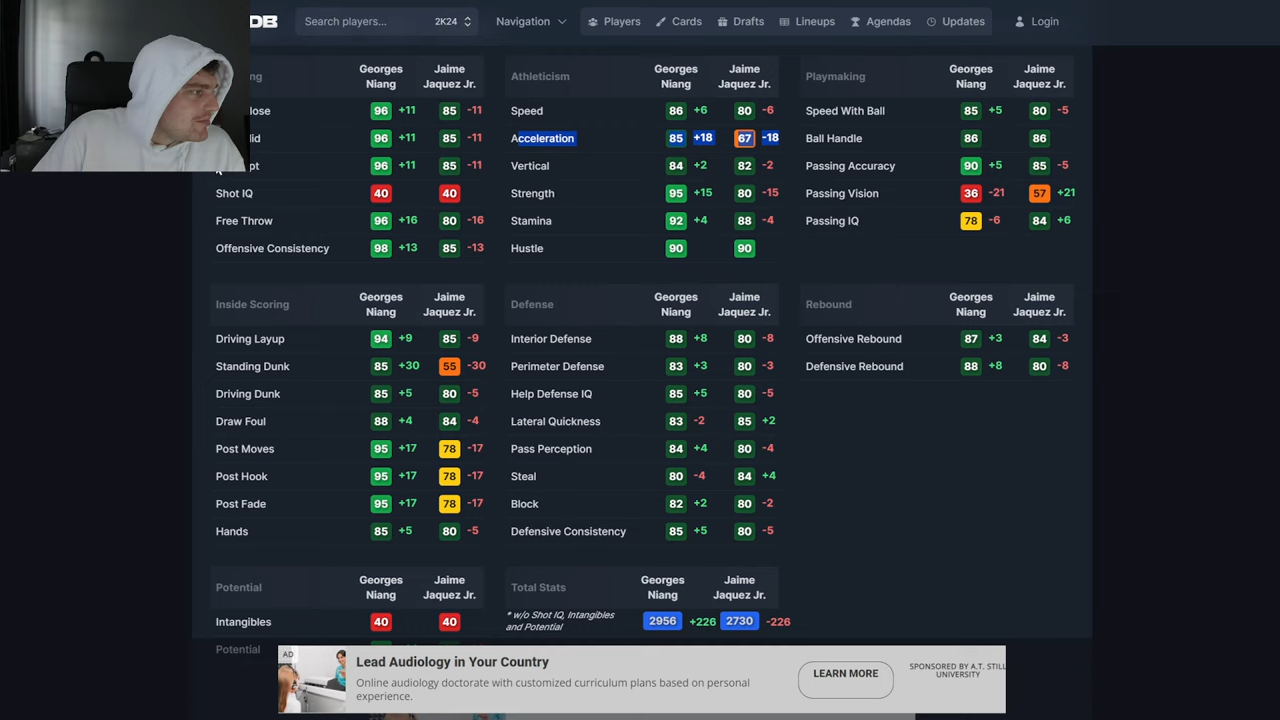 DB Search players... 2K24 Navigation Players Cards Drafts Lineups Agendas Updates Login
Georges Niang Jaime Jaquez Jr.
96 +11 85 -11
96 +11 85 -11
96 +11 85 -11
Shot IQ 40 40
Free Throw 96 +16 80 -16
Offensive Consistency 98 +13 85 -13
Athleticism Georges Niang Jaime Jaquez Jr.
Speed 86 +6 80 -6
Acceleration 85 +18 67 -18
Vertical 84 +2 82 -2
Strength 95 +15 80 -15
Stamina 92 +4 88 -4
Hustle 90 90
Playmaking Georges Niang Jaime Jaquez Jr.
Speed With Ball 85 +5 80 -5
Ball Handle 86 86
Passing Accuracy 90 +5 85 -5
Passing Vision 36 -21 57 +21
Passing IQ 78 -6 84 +6
Inside Scoring Georges Niang Jaime Jaquez Jr.
Driving Layup 94 +9 85 -9
Standing Dunk 85 +30 55 -30
Driving Dunk 85 +5 80 -5
Draw Foul 88 +4 84 -4
Post Moves 95 +17 78 -17
Post Hook 95 +17 78 -17
Post Fade 95 +17 78 -17
Hands 85 +5 80 -5
Defense Georges Niang Jaime Jaquez Jr.
Interior Defense 88 +8 80 -8
Perimeter Defense 83 +3 80 -3
Help Defense IQ 85 +5 80 -5
Lateral Quickness 83 -2 85 +2
Pass Perception 84 +4 80 -4
Steal 80 -4 84 +4
Block 82 +2 80 -2
Defensive Consistency 85 +5 80 -5
Rebound Georges Niang Jaime Jaquez Jr.
Offensive Rebound 87 +3 84 -3
Defensive Rebound 88 +8 80 -8
Potential Georges Niang Jaime Jaquez Jr.
Intangibles 40 40
Potential
Total Stats Georges Niang Jaime Jaquez Jr.
* w/o Shot IQ, Intangibles and Potential 2956 +226 2730 -226
AD
Lead Audiology in Your Country
Online audiology doctorate with customized curriculum plans based on personal
experience.
LEARN MORE
SPONSORED BY A.T. STILL
UNIVERSITY